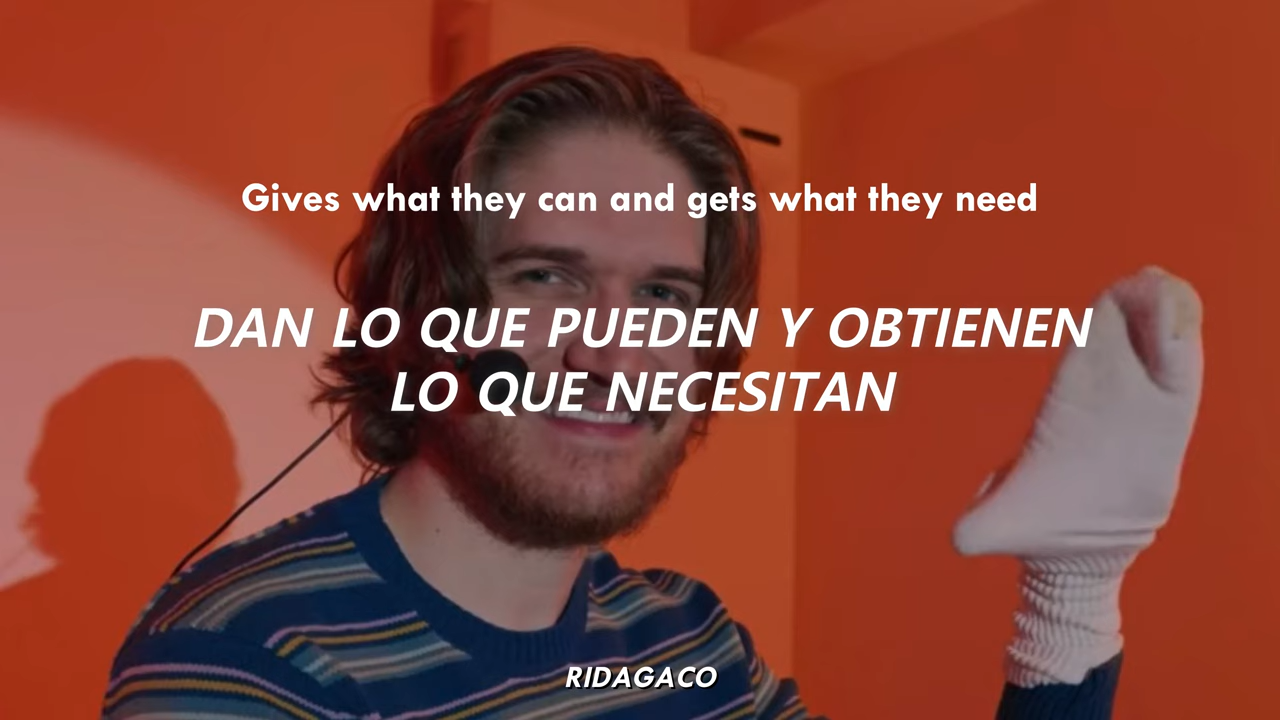 Gives what they can and gets what they need
DAN LO QUE PUEDEN Y OBTIENEN
LO QUE NECESITAN
RIDAGACO